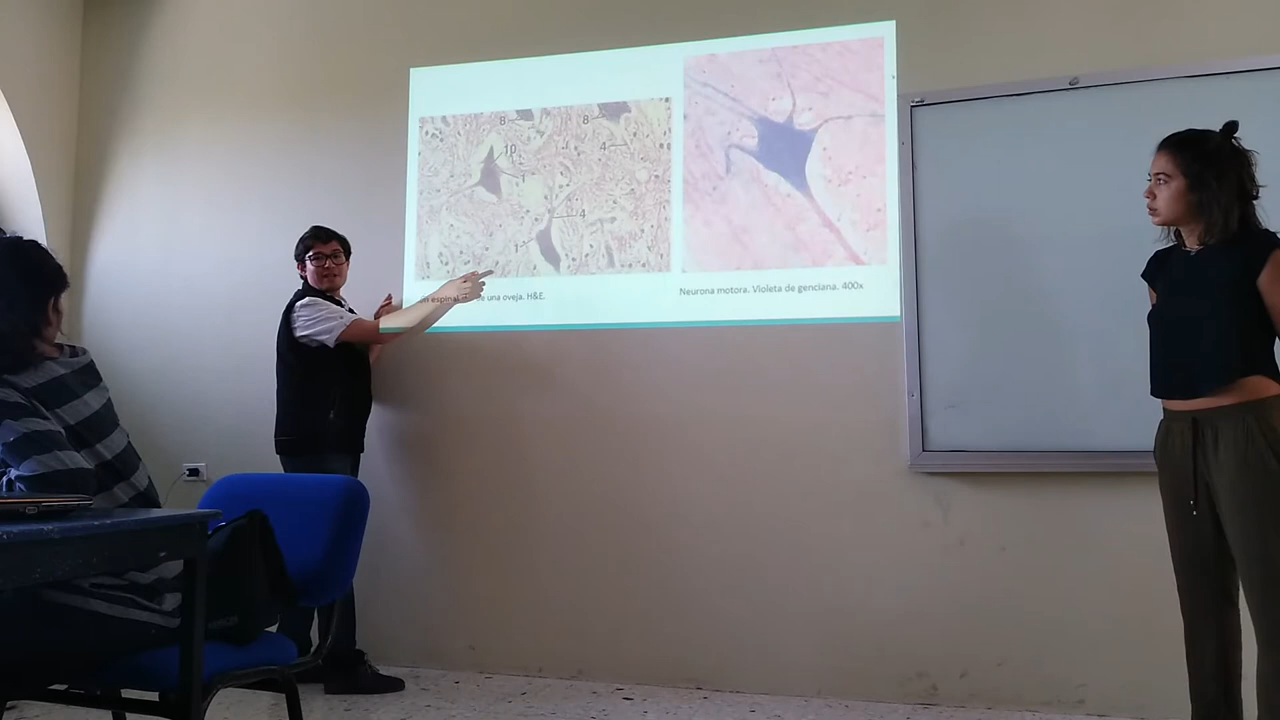 8
8
10
4
1
4
1
espinal
e una oveja. H&E.
Neurona motora. Violeta de genciana. 400x